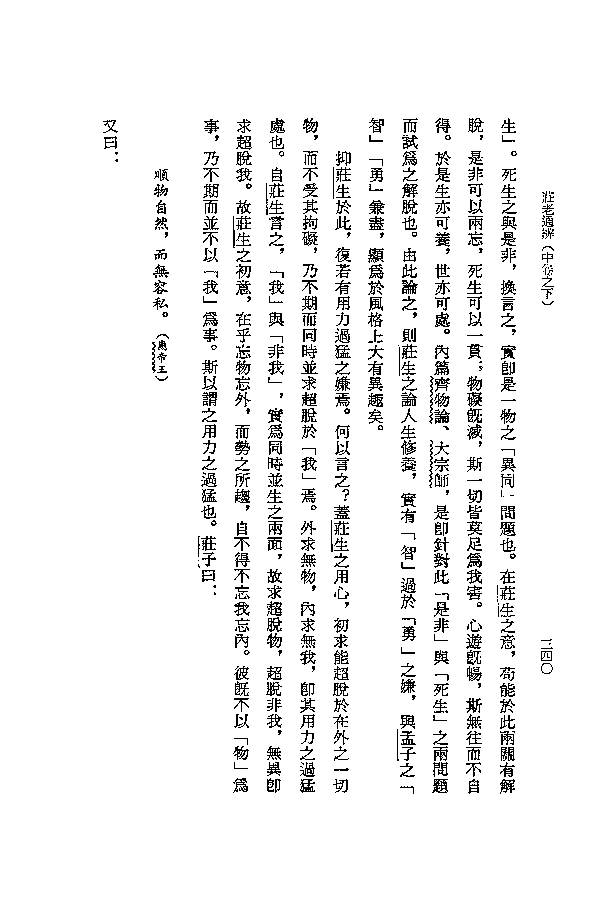 莊老通辨（中卷之下）
三四〇
生」。死生之與是非，換言之，實卽是一物之「異同」問題也。在莊生之意，苟能於此兩關有解
脫，是非可以兩忘，死生可以一貫，物礙旣滅，斯一切皆莫足爲我害。心遊旣暢，斯無往而不自
得。於是生亦可養，世亦可處。內篇齊物論、大宗師，是卽針對此「是非」與「死生」之兩問題
而試爲之解脫也。由此論之，則莊生之論人生修養，實有「智」過於「勇」之嫌，與孟子之「
智」「勇」兼盡，顯爲於風格上大有異趣矣。
抑莊生於此，復若有用力過猛之嫌焉。何以言之？蓋莊生之用心，初求能超脫於在外之一切
物，而不受其拘礙，乃不期而同時並求超脫於「我」焉。外求無物，內求無我，卽其用力之過猛
處也。自莊生言之，「我」與「非我」，實爲同時並生之兩面，故求超脫物，超脫非我，無異卽
求超脫我。故莊生之初意，在乎忘物忘外，而勢之所趨，自不得不忘我忘內。彼旣不以「物」爲
事，乃不期而並不以「我」爲事。斯以謂之用力之過猛也。莊子曰：
順物自然，而無容私。（應帝王）
又曰：